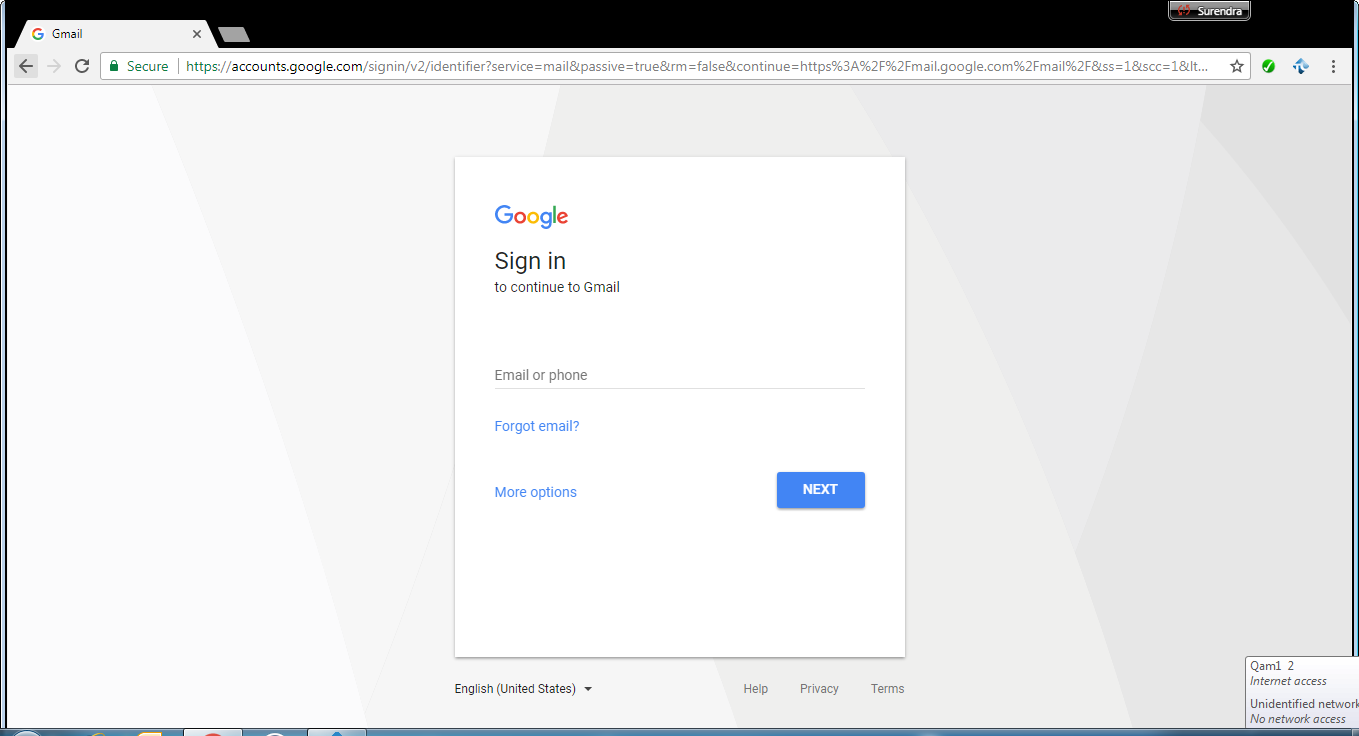 Surendra
Gmail
Secure
https://accounts.google.com/signin/v2/identifier?service=mail&passive=true&rm=false&continue=https%3A%2F%2Fmail.google.com%2Fmail%2F&ss=1&scc=1&lt...
Google
Sign in
to continue to Gmail
Email or phone
Forgot email?
More options
NEXT
English (United States)
Help
Privacy
Terms
Qam1 2
Internet access
Unidentified network
No network access